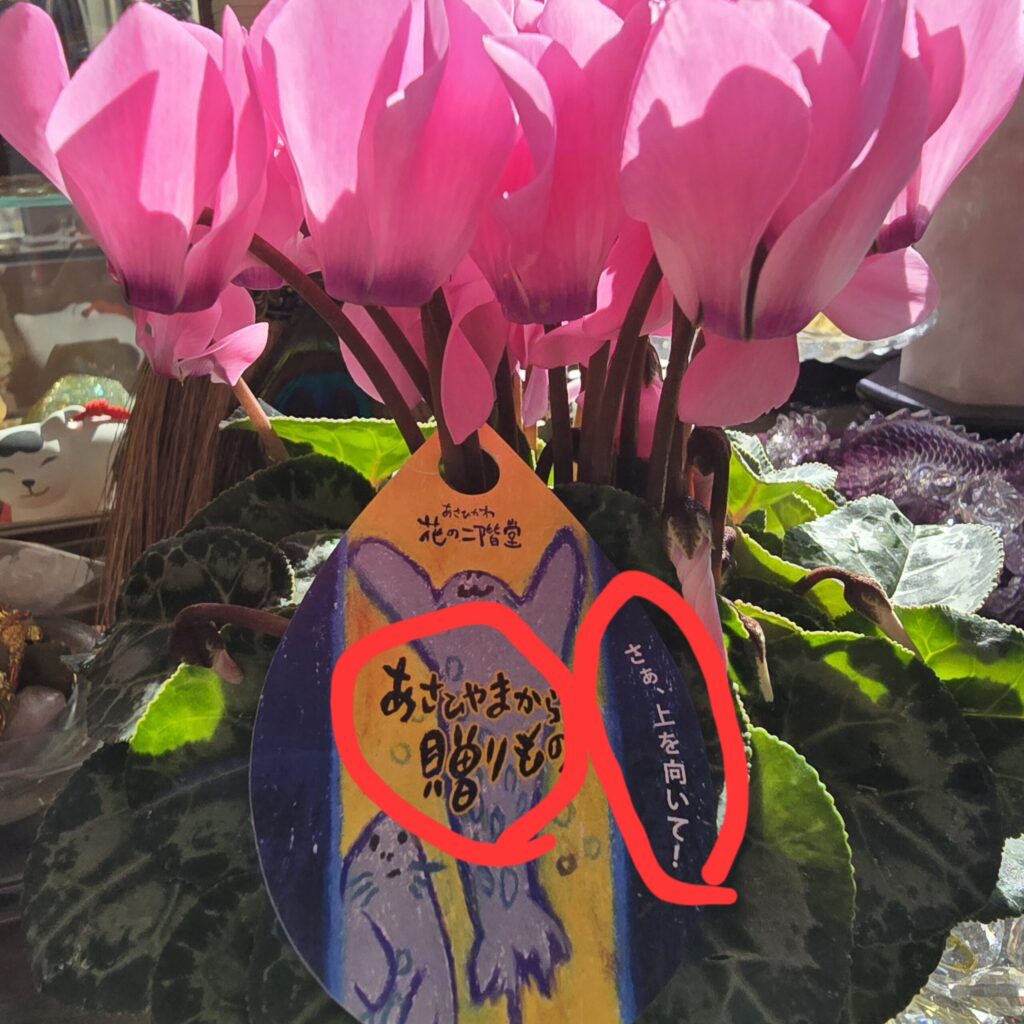 あさひかわ
花の二階堂
あさひやまから
贈りもの
さぁ、上を向いて！